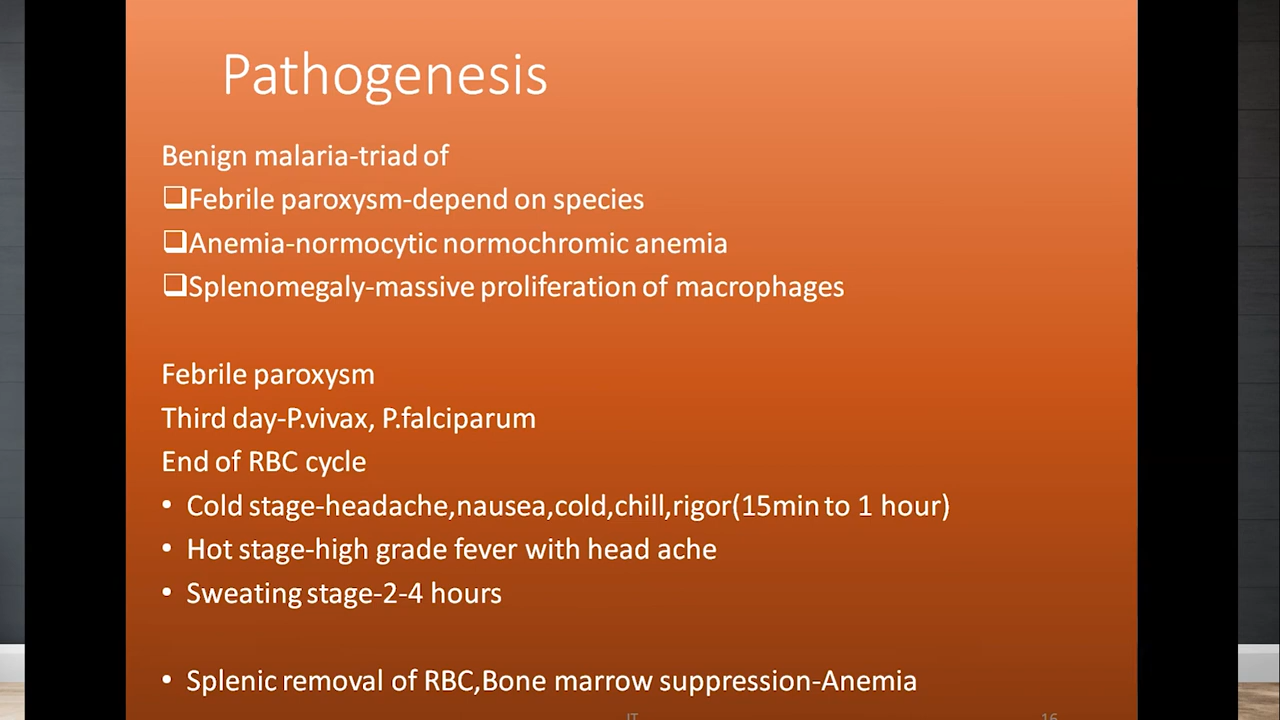 Pathogenesis
Benign malaria-triad of
❑Febrile paroxysm-depend on species
❑Anemia-normocytic normochromic anemia
❑Splenomegaly-massive proliferation of macrophages
Febrile paroxysm
Third day-P.vivax, P.falciparum
End of RBC cycle
• Cold stage-headache,nausea,cold,chill,rigor(15min to 1 hour)
• Hot stage-high grade fever with head ache
• Sweating stage-2-4 hours
• Splenic removal of RBC,Bone marrow suppression-Anemia